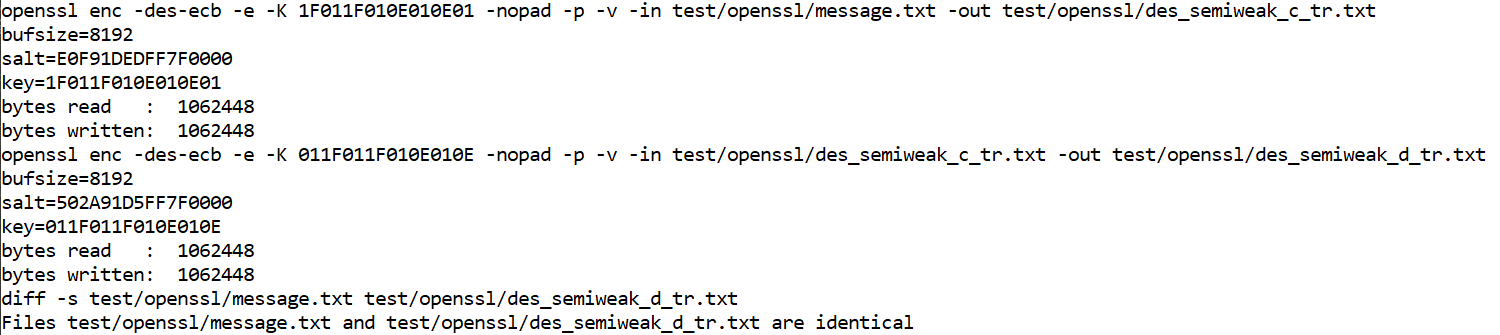 openssl enc -des-ecb -e -K 1F011F010E010E01 -nopad -p -v -in test/openssl/message.txt -out test/openssl/des_semiweak_c_tr.txt
bufsize=8192
salt=E0F91DEDFF7F0000
key=1F011F010E010E01
bytes read   :  1062448
bytes written:  1062448
openssl enc -des-ecb -e -K 011F011F010E010E -nopad -p -v -in test/openssl/des_semiweak_c_tr.txt -out test/openssl/des_semiweak_d_tr.txt
bufsize=8192
salt=502A91D5FF7F0000
key=011F011F010E010E
bytes read   :  1062448
bytes written:  1062448
diff -s test/openssl/message.txt test/openssl/des_semiweak_d_tr.txt
Files test/openssl/message.txt and test/openssl/des_semiweak_d_tr.txt are identical